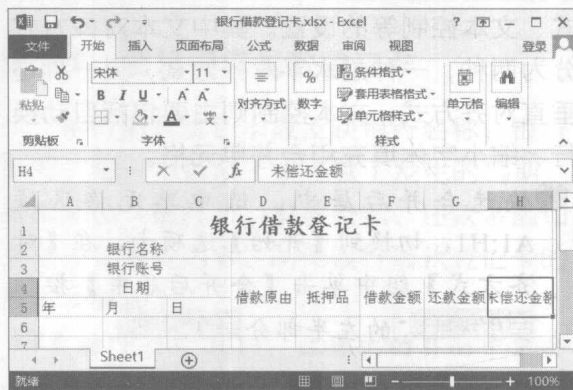 银行借款登记卡.xlsx - Excel
文件 开始 插入 页面布局 公式 数据 审阅 视图 登录
粘贴
宋体 11
B I U A A
A 文
对齐方式
%
数字
条件格式
套用表格格式
单元格样式
单元格
编辑
剪贴板 字体 样式
H4 fx 未偿还金额
A B C D E F G H
1 银行借款登记卡
2 银行名称
3 银行账号
4 日期 借款原由 抵押品 借款金额 还款金额 未偿还金额
5 年 月 日
6
7
Sheet1
就绪 100%
A1:H1